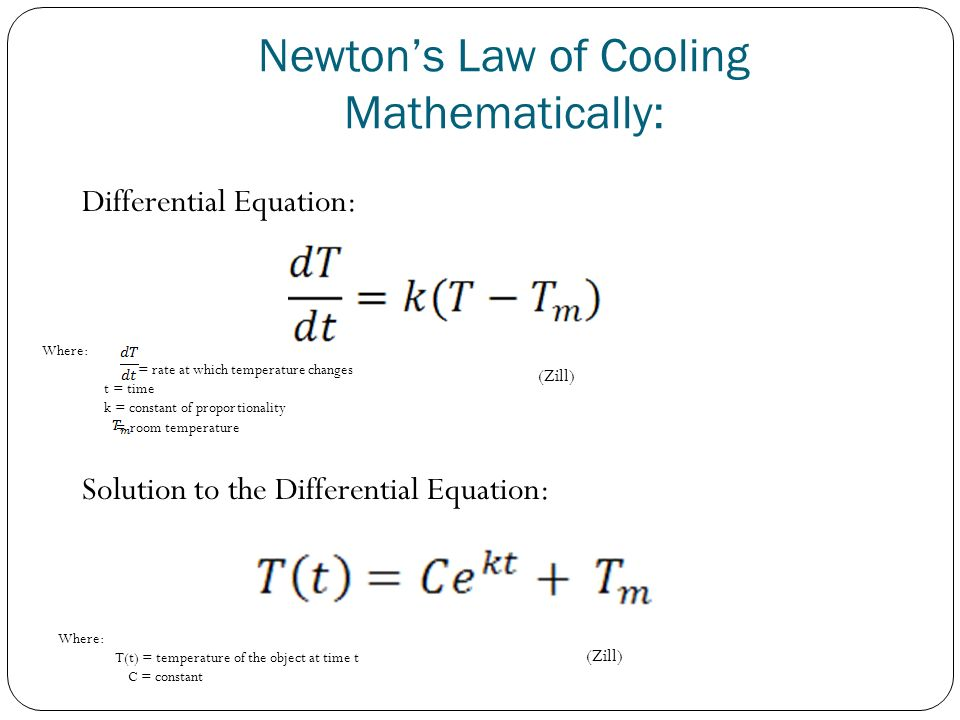 Newton’s Law of Cooling
Mathematically:
Differential Equation:
dT/dt = k(T − Tₘ)
Where:
dT/dt = rate at which temperature changes
(Zill)
t = time
k = constant of proportionality
Tₘ = room temperature
Solution to the Differential Equation:
T(t) = Ceᵏᵗ + Tₘ
Where:
T(t) = temperature of the object at time t
(Zill)
C = constant